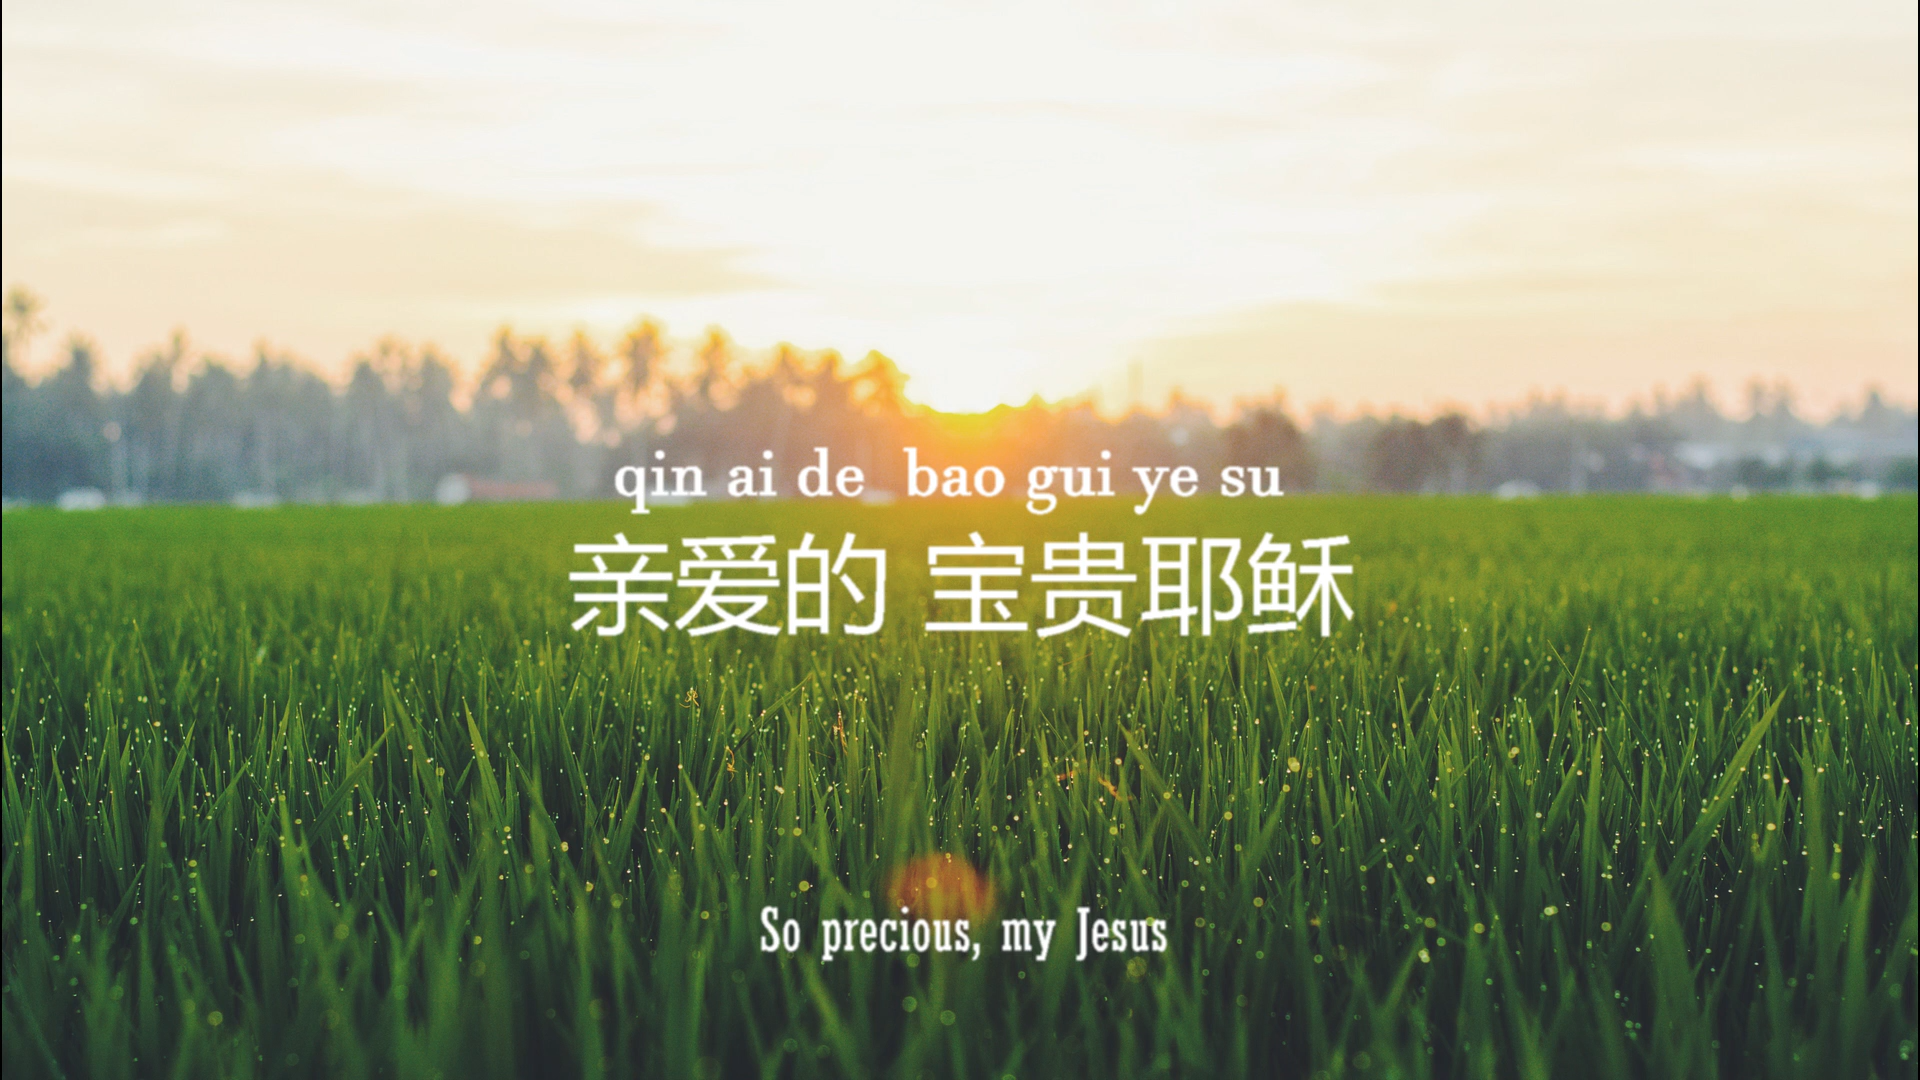 qin ai de bao gui ye su
亲爱的 宝贵耶稣
So precious, my Jesus